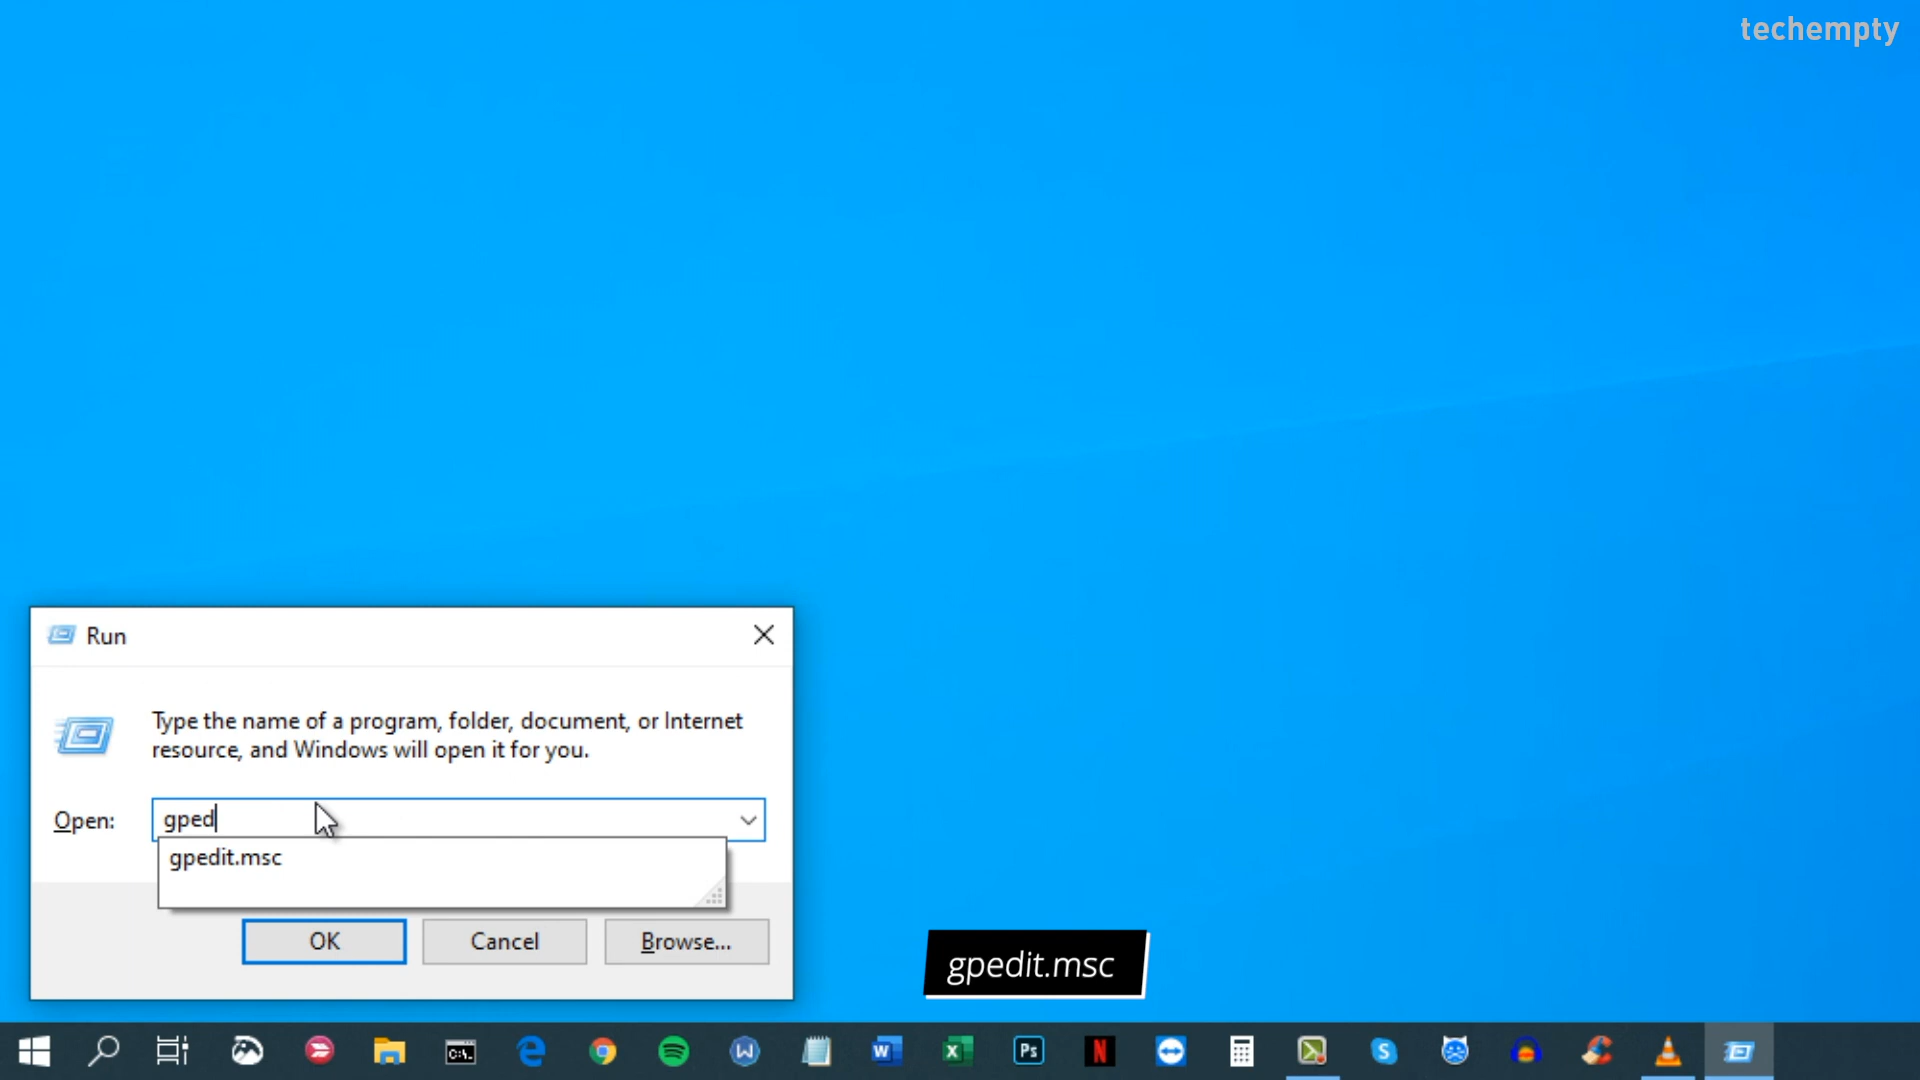 techempty
Run
Type the name of a program, folder, document, or Internet
resource, and Windows will open it for you.
Open:
gped
gpedit.msc
OK
Cancel
Browse...
gpedit.msc
C:\.
W
W
X
Ps
N
S